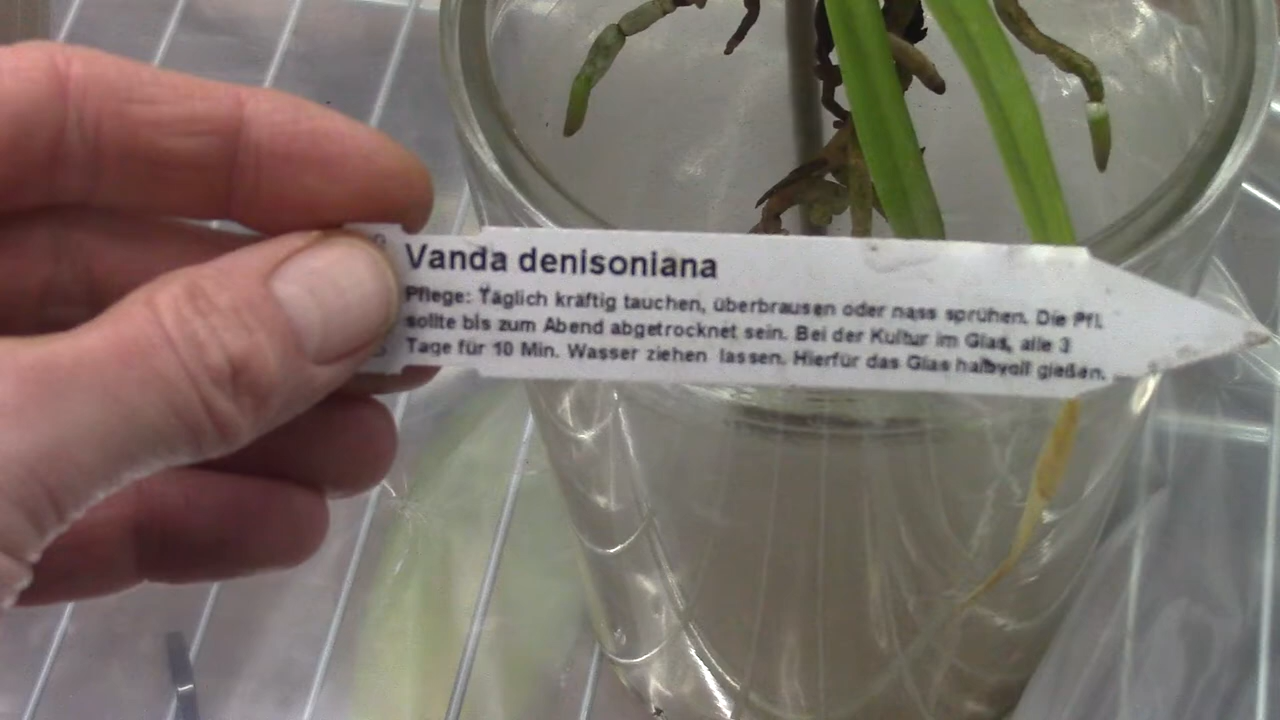 Vanda denisoniana
Pflege: Täglich kräftig tauchen, überbrausen oder nass sprühen. Die Pfl.
sollte bis zum Abend abgetrocknet sein. Bei der Kultur im Glas, alle 3
Tage für 10 Min. Wasser ziehen lassen. Hierfür das Glas halbvoll gießen.